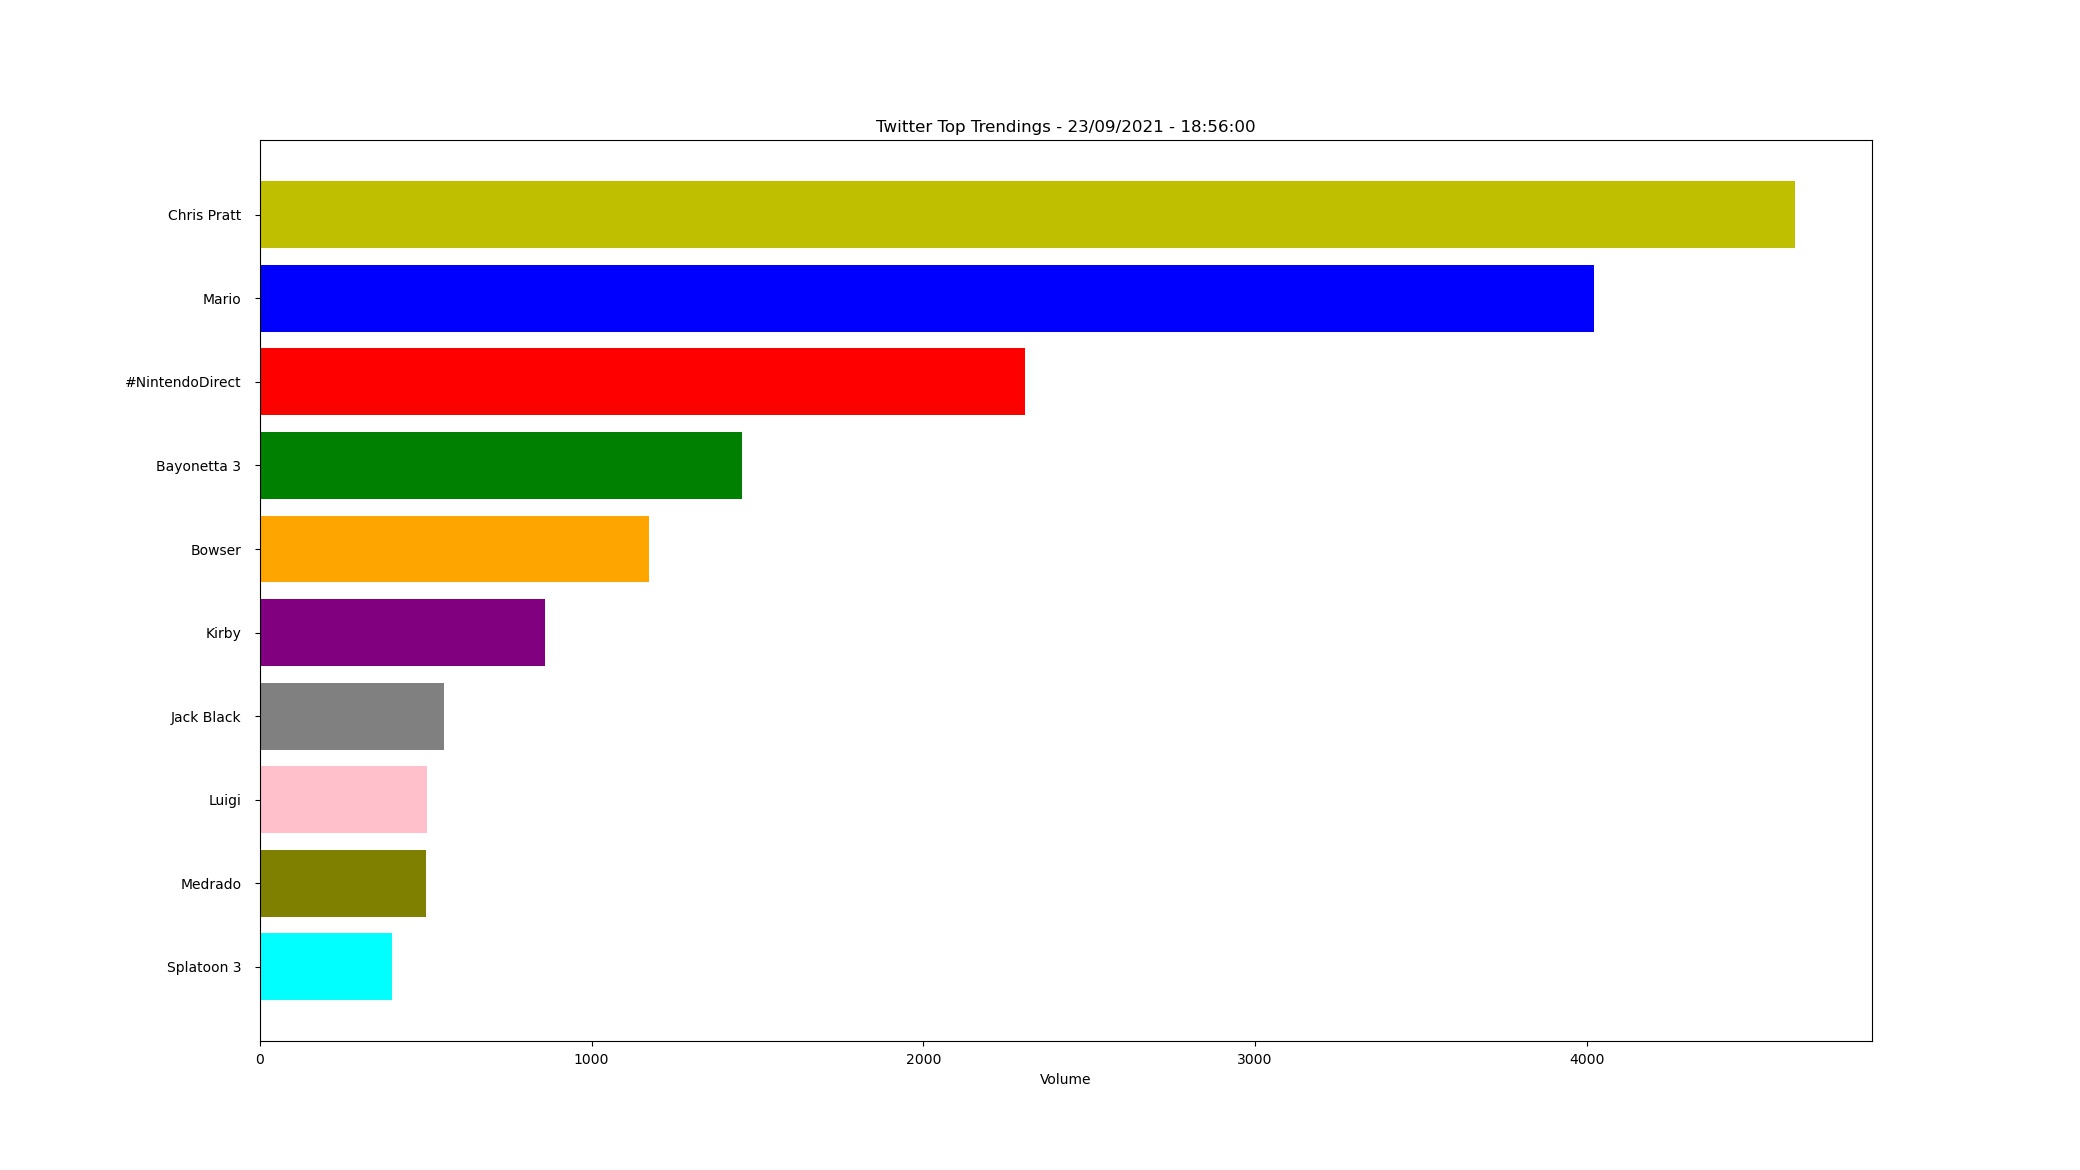 Twitter Top Trendings - 23/09/2021 - 18:56:00
Chris Pratt
Mario
#NintendoDirect
Bayonetta 3
Bowser
Kirby
Jack Black
Luigi
Medrado
Splatoon 3
0 1000 2000 3000 4000
Volume